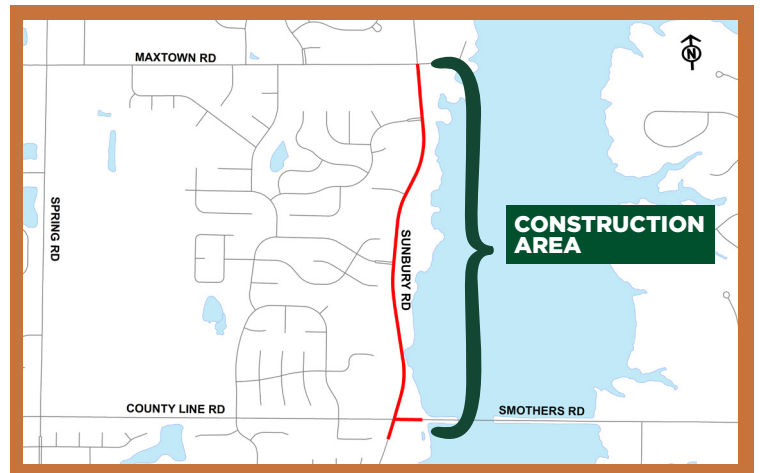 MAXTOWN RD
N
SPRING RD
SUNBURY RD
CONSTRUCTION
AREA
COUNTY LINE RD
SMOTHERS RD